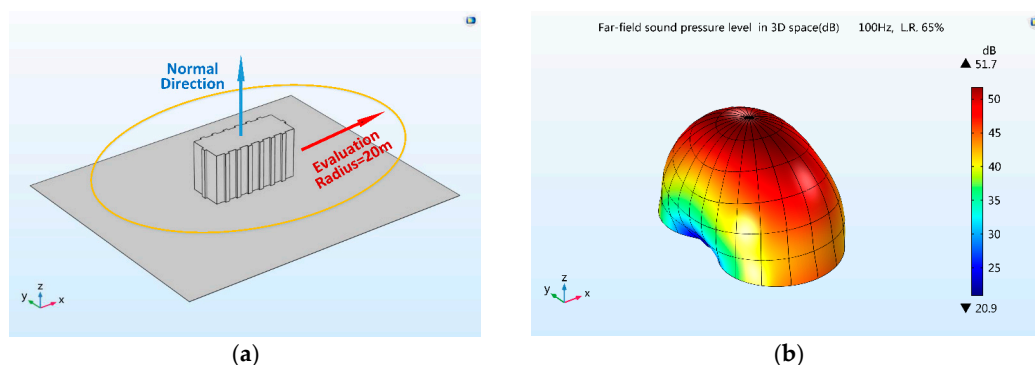 Normal
Direction
Evaluation
Radius=20m
y
z
x
(a)
Far-field sound pressure level in 3D space(dB) 100Hz, L.R, 65%
dB
▲ 51.7
50
45
40
35
30
25
▼ 20.9
y
z
x
(b)